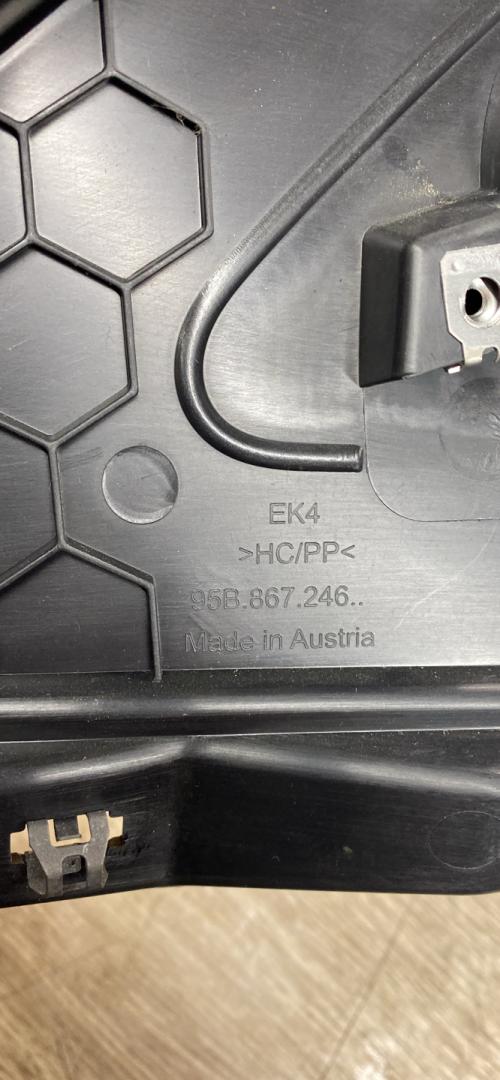 EK4
>HC/PP<
95B.867.246..
Made in Austria